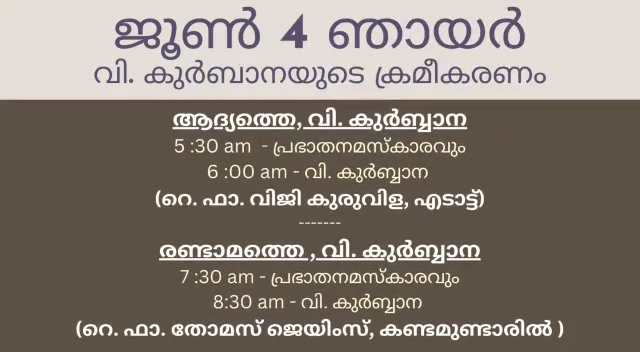 ജൂൺ 4 ഞായർ
വി. കുർബാനയുടെ ക്രമീകരണം
ആദ്യത്തെ, വി. കുർബ്ബാന
5 :30 am - പ്രഭാതനമസ്കാരവും
6 :00 am - വി. കുർബ്ബാന
(റെ. ഫാ. വിജി കുരുവിള, എടാട്ട്)
-------
രണ്ടാമത്തെ , വി. കുർബ്ബാന
7 :30 am - പ്രഭാതനമസ്കാരവും
8:30 am - വി. കുർബ്ബാന
(റെ. ഫാ. തോമസ് ജെയിംസ്, കണ്ടമുണ്ടാരിൽ )